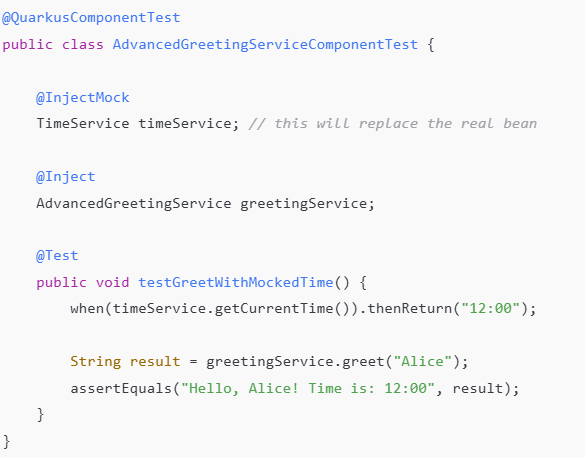 @QuarkusComponentTest
public class AdvancedGreetingServiceComponentTest {
@InjectMock
TimeService timeService; // this will replace the real bean
@Inject
AdvancedGreetingService greetingService;
@Test
public void testGreetWithMockedTime() {
when(timeService.getCurrentTime()).thenReturn("12:00");
String result = greetingService.greet("Alice");
assertEquals("Hello, Alice! Time is: 12:00", result);
}
}